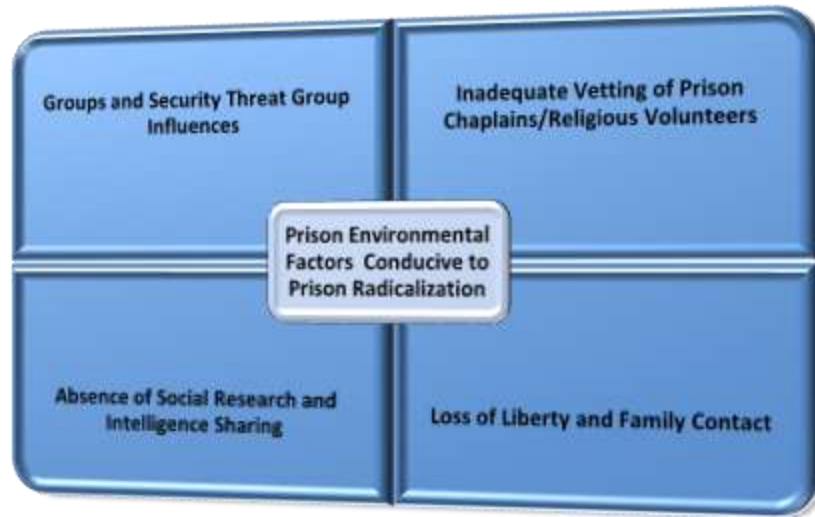 Groups and Security Threat Group
Influences
Inadequate Vetting of Prison
Chaplains/Religious Volunteers
Prison Environmental
Factors Conducive to
Prison Radicalization
Absence of Social Research and
Intelligence Sharing
Loss of Liberty and Family Contact